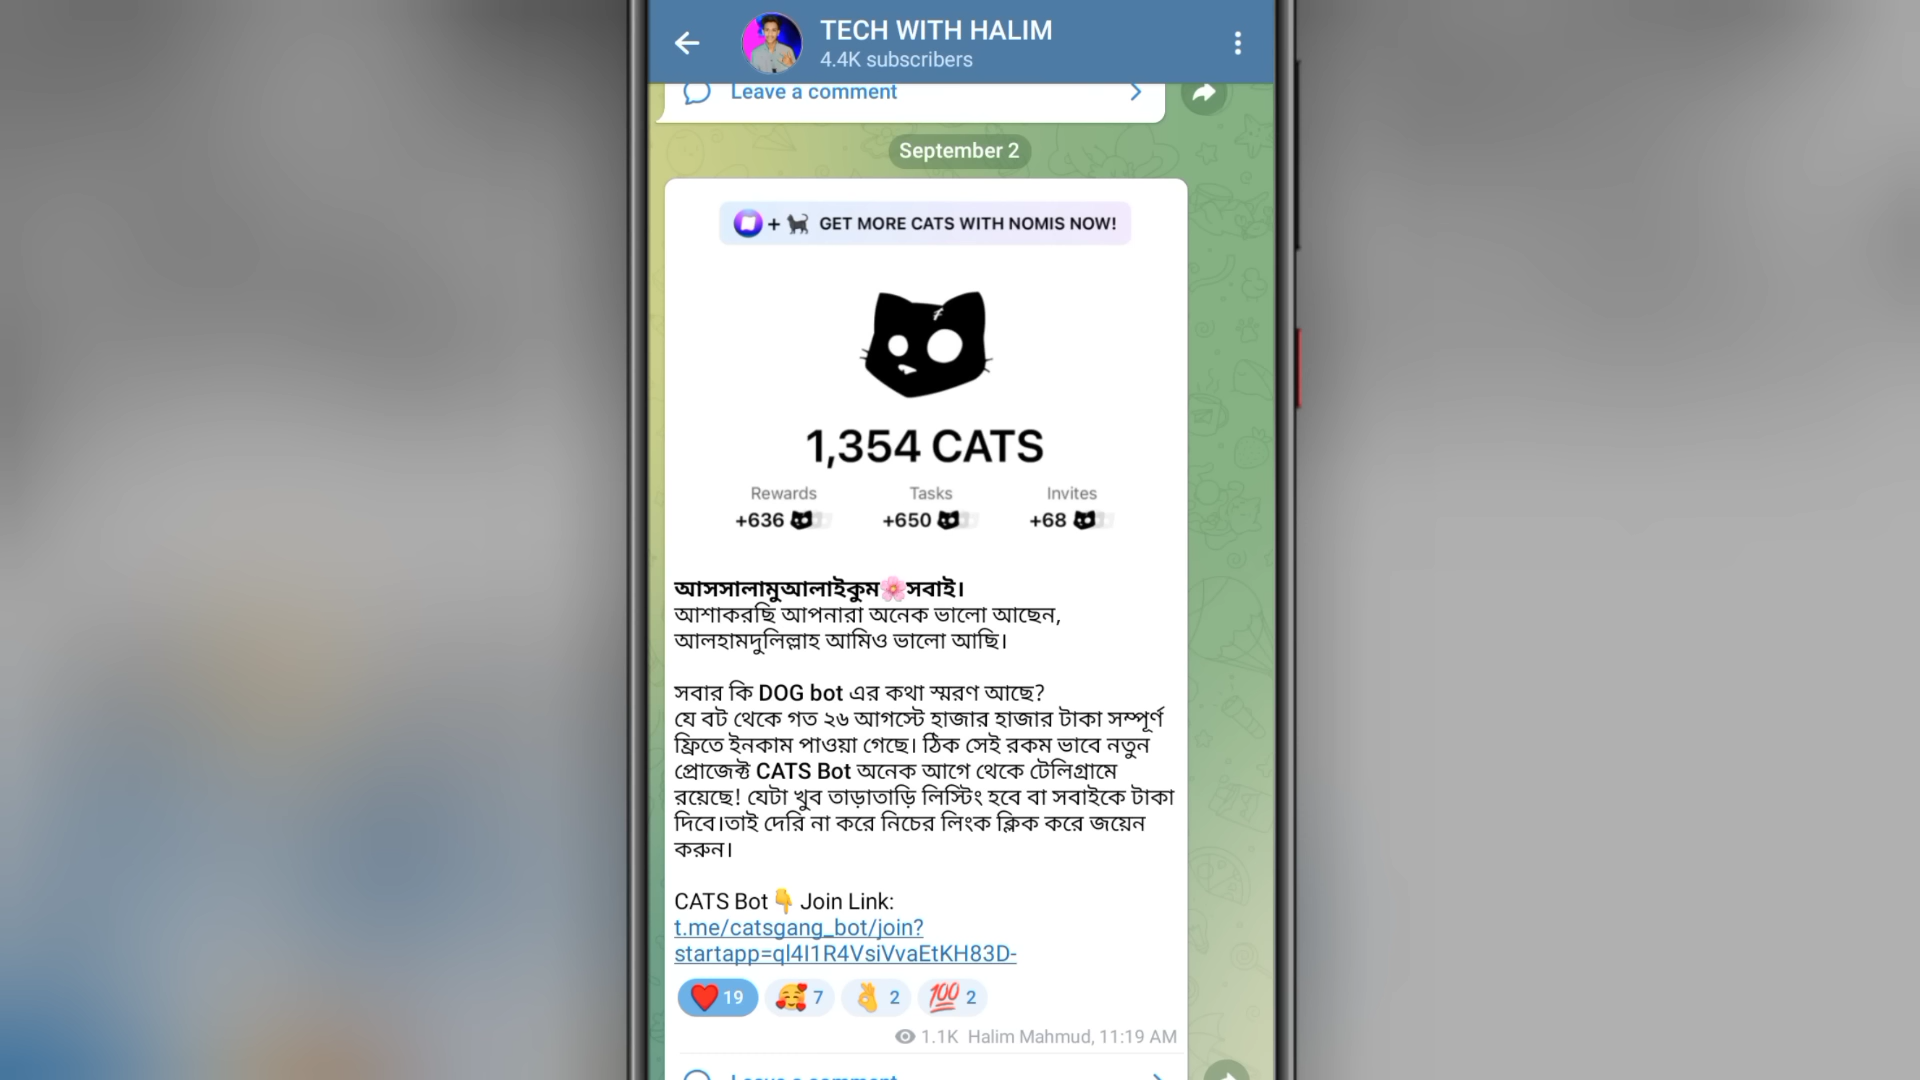 TECH WITH HALIM
4.4K subscribers
Leave a comment
September 2
+ GET MORE CATS WITH NOMIS NOW!
1,354 CATS
Rewards Tasks Invites
+636 +650 +68
আসসালামুআলাইকুম🌸সবাই।
আশাকরছি আপনারা অনেক ভালো আছেন,
আলহামদুলিল্লাহ আমিও ভালো আছি।
সবার কি DOG bot এর কথা স্মরণ আছে?
যে বট থেকে গত ২৬ আগস্টে হাজার হাজার টাকা সম্পূর্ণ
ফ্রিতে ইনকাম পাওয়া গেছে। ঠিক সেই রকম ভাবে নতুন
প্রোজেক্ট CATS Bot অনেক আগে থেকে টেলিগ্রামে
রয়েছে! যেটা খুব তাড়াতাড়ি লিস্টিং হবে বা সবাইকে টাকা
দিবে।তাই দেরি না করে নিচের লিংক ক্লিক করে জয়েন
করুন।
CATS Bot👇Join Link:
t.me/catsgang_bot/join?
startapp=ql4I1R4VsiVvaEtKH83D-
❤️ 19 🥰 7 👌 2 💯 2
1.1K Halim Mahmud, 11:19 AM
Leave a comment